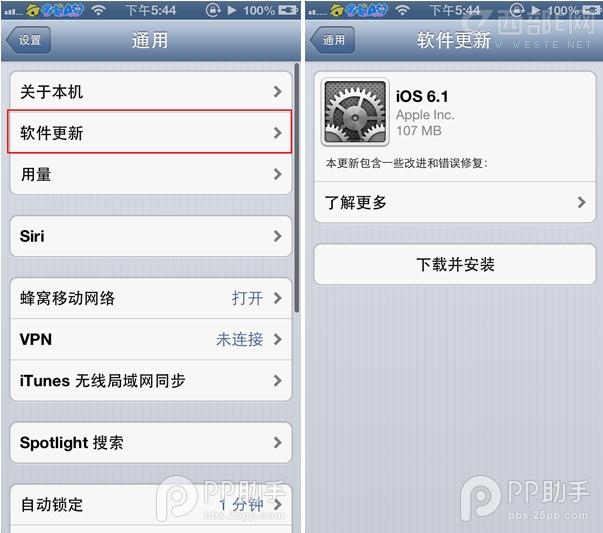 下午5:44
100%
设置
通用
关于本机
软件更新
用量
Siri
蜂窝移动网络
打开
VPN
未连接
iTunes 无线局域网同步
Spotlight 搜索
自动锁定
1 分钟
PP助手
bbs.25pp.com
下午5:44
100%
西部E网
WWW.WESTE.NET
通用
软件更新
iOS 6.1
Apple Inc.
107 MB
本更新包含一些改进和错误修复:
了解更多
下载并安装
PP助手
bbs.25pp.com